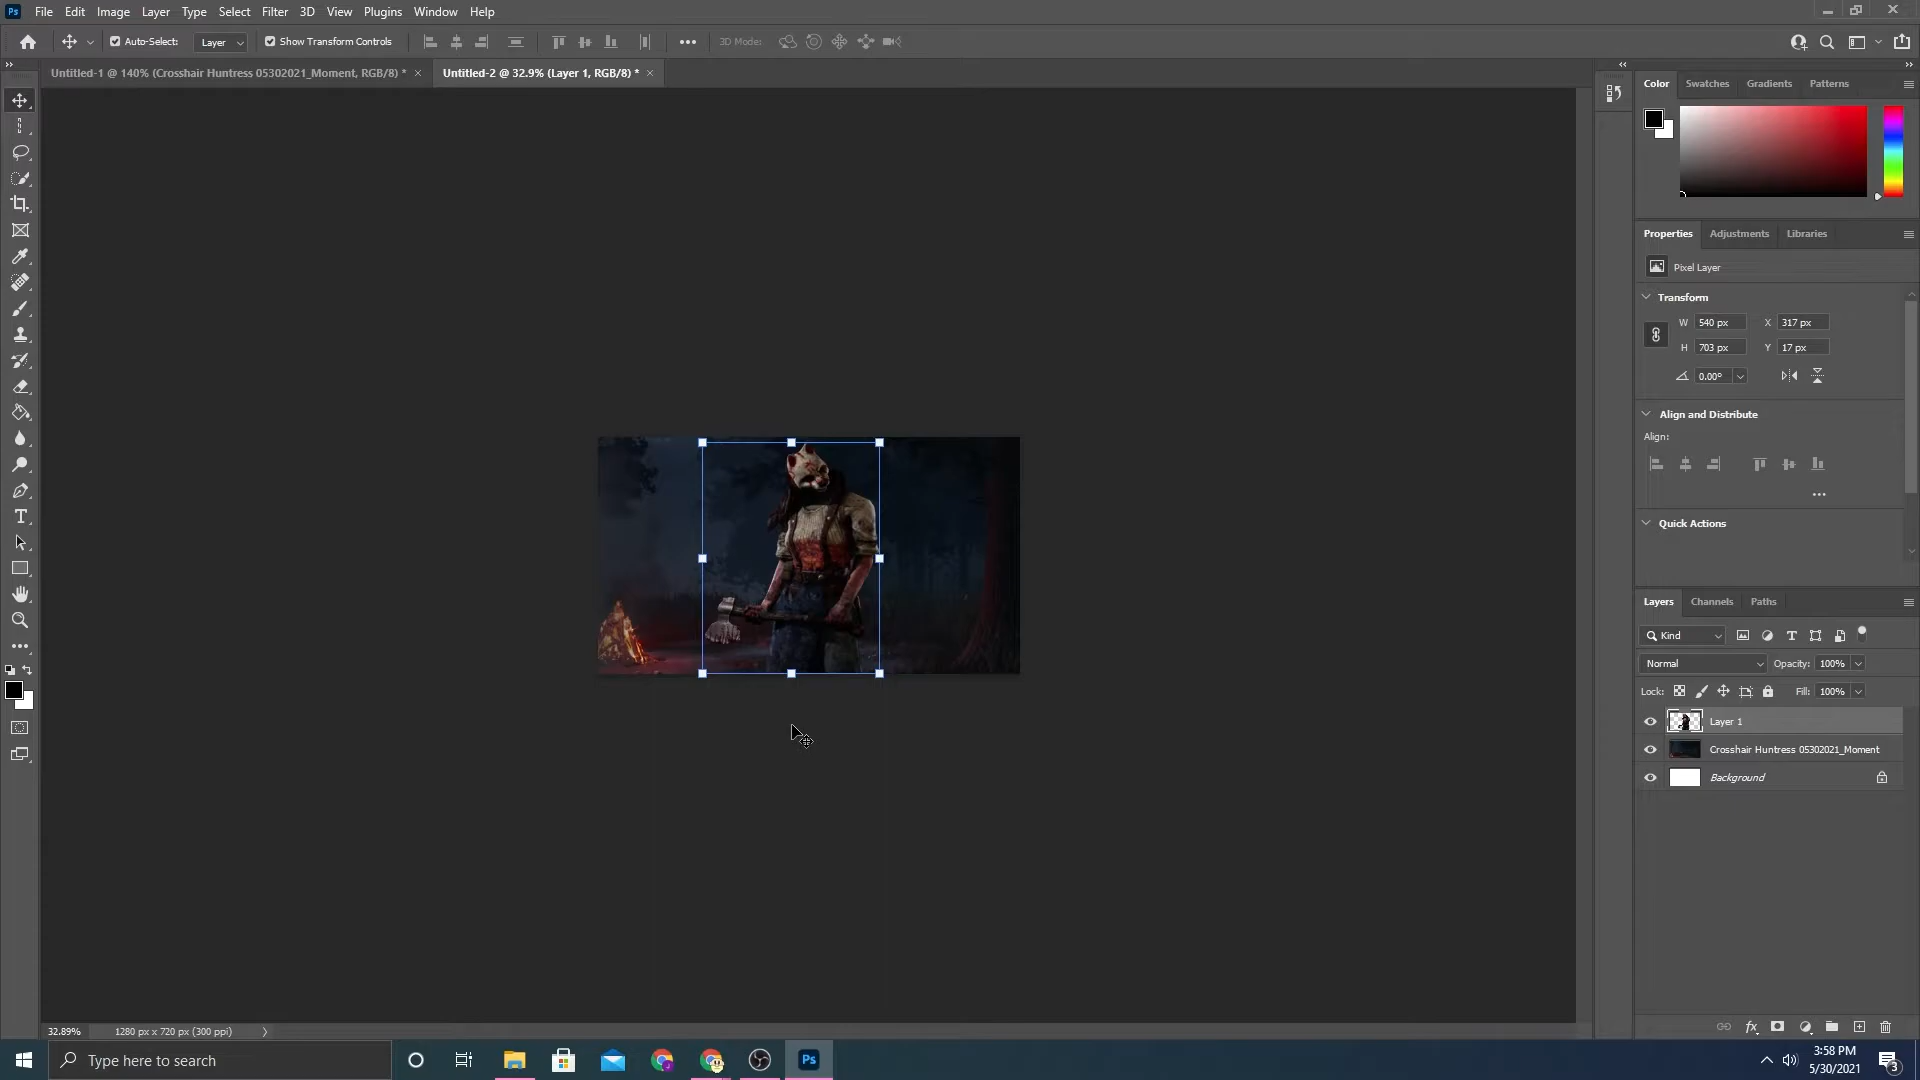 Ps File Edit Image Layer Type Select Filter 3D View Plugins Window Help
Auto-Select: Layer Show Transform Controls 3D Mode:
Untitled-1 @ 140% (Crosshair Huntress 05302021_Moment, RGB/8) * Untitled-2 @ 32.9% (Layer 1, RGB/8) *
Color Swatches Gradients Patterns
Properties Adjustments Libraries
Pixel Layer
Transform
W 540 px X 317 px
H 703 px Y 17 px
0.00°
Align and Distribute
Align:
Quick Actions
Layers Channels Paths
Kind
Normal Opacity: 100%
Lock: Fill: 100%
Layer 1
Crosshair Huntress 05302021_Moment
Background
32.89% 1280 px x 720 px (300 ppi)
Type here to search
Ps
3:58 PM
5/30/2021
3